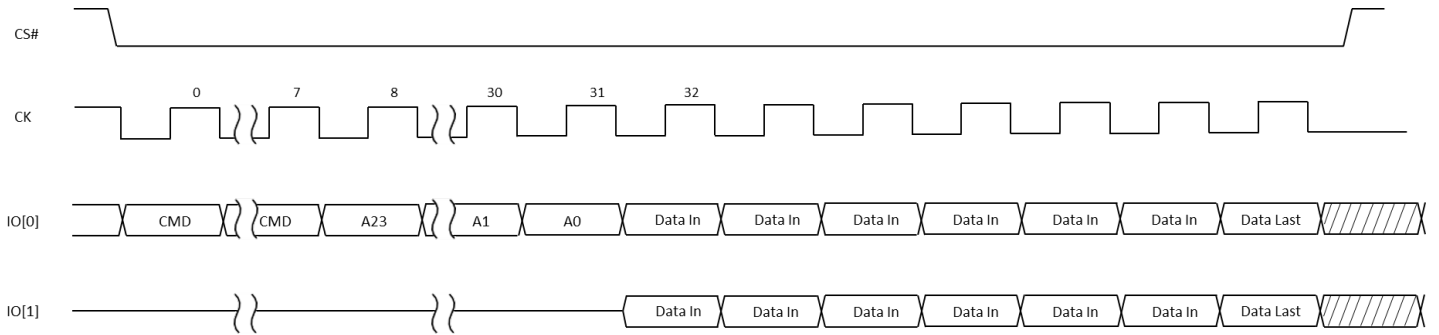 CS#
0 7 8 30 31 32
CK
IO[0] CMD CMD A23 A1 A0 Data In Data In Data In Data In Data In Data In Data Last
IO[1] Data In Data In Data In Data In Data In Data In Data Last